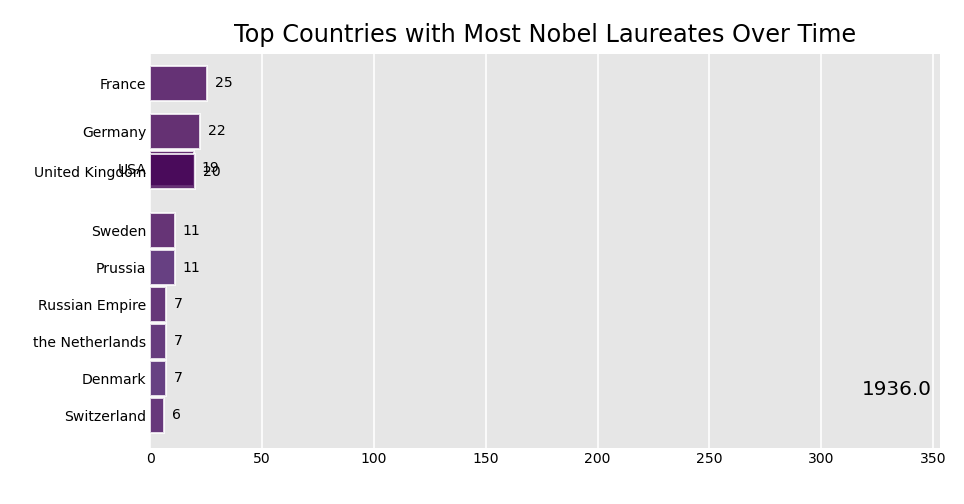 Top Countries with Most Nobel Laureates Over Time
France 25
Germany 22
USA 19
United Kingdom 20
Sweden 11
Prussia 11
Russian Empire 7
the Netherlands 7
Denmark 7
1936.0
Switzerland 6
0 50 100 150 200 250 300 350